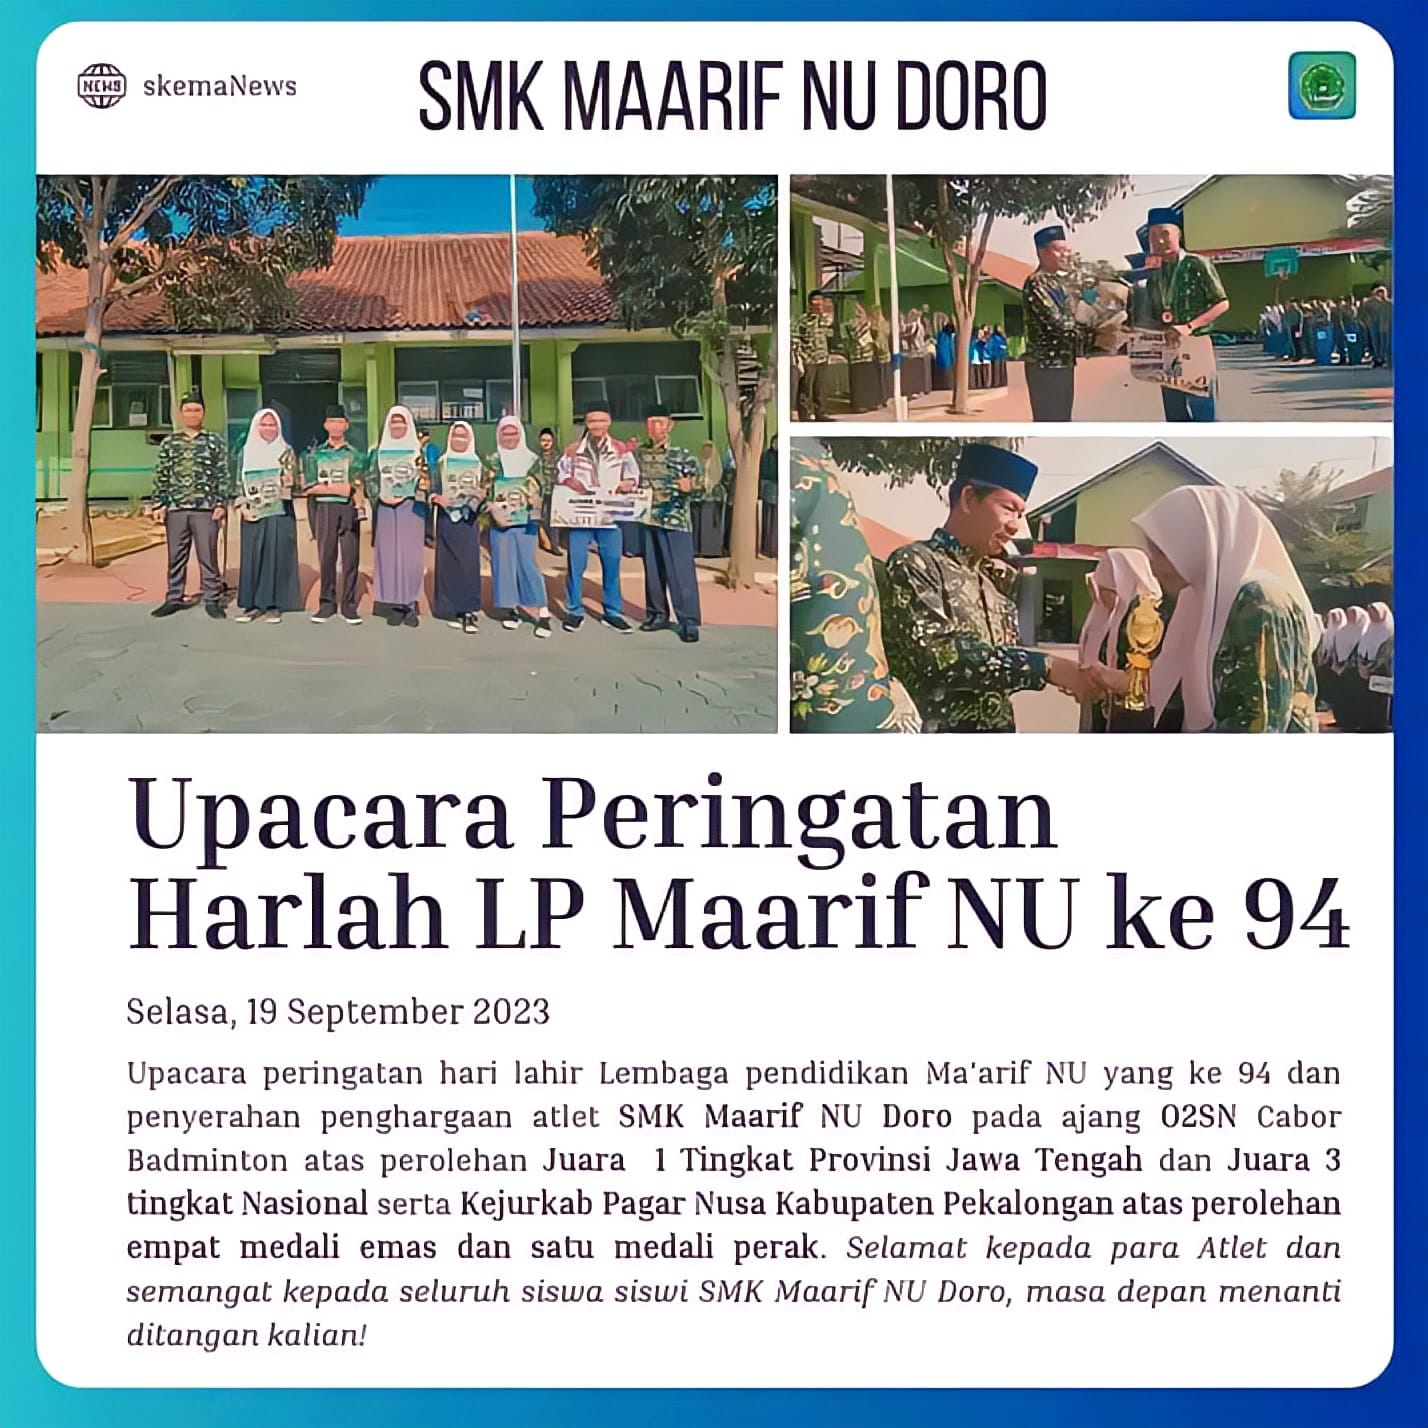 NEWS skemaNews
SMK MAARIF NU DORO
Upacara Peringatan
Harlah LP Maarif NU ke 94
Selasa, 19 September 2023
Upacara peringatan hari lahir Lembaga pendidikan Ma'arif NU yang ke 94 dan
penyerahan penghargaan atlet SMK Maarif NU Doro pada ajang O2SN Cabor
Badminton atas perolehan Juara 1 Tingkat Provinsi Jawa Tengah dan Juara 3
tingkat Nasional serta Kejurkab Pagar Nusa Kabupaten Pekalongan atas perolehan
empat medali emas dan satu medali perak. Selamat kepada para Atlet dan
semangat kepada seluruh siswa siswi SMK Maarif NU Doro, masa depan menanti
ditangan kalian!